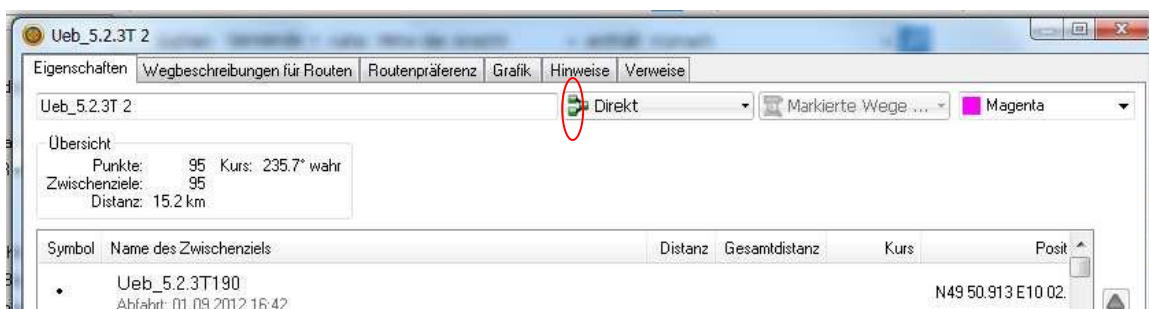 Ueb_5.2.3T 2
Eigenschaften Wegbeschreibungen für Routen Routenpräferenz Grafik Hinweise Verweise
Ueb_5.2.3T 2 Direkt Markierte Wege ... Magenta
Übersicht
Punkte: 95 Kurs: 235.7° wahr
Zwischenziele: 95
Distanz: 15.2 km
Symbol Name des Zwischenziels Distanz Gesamtdistanz Kurs Posit
Ueb_5.2.3T190
N49 50.913 E10 02.
Abfahrt: 01.09.2012 16:42